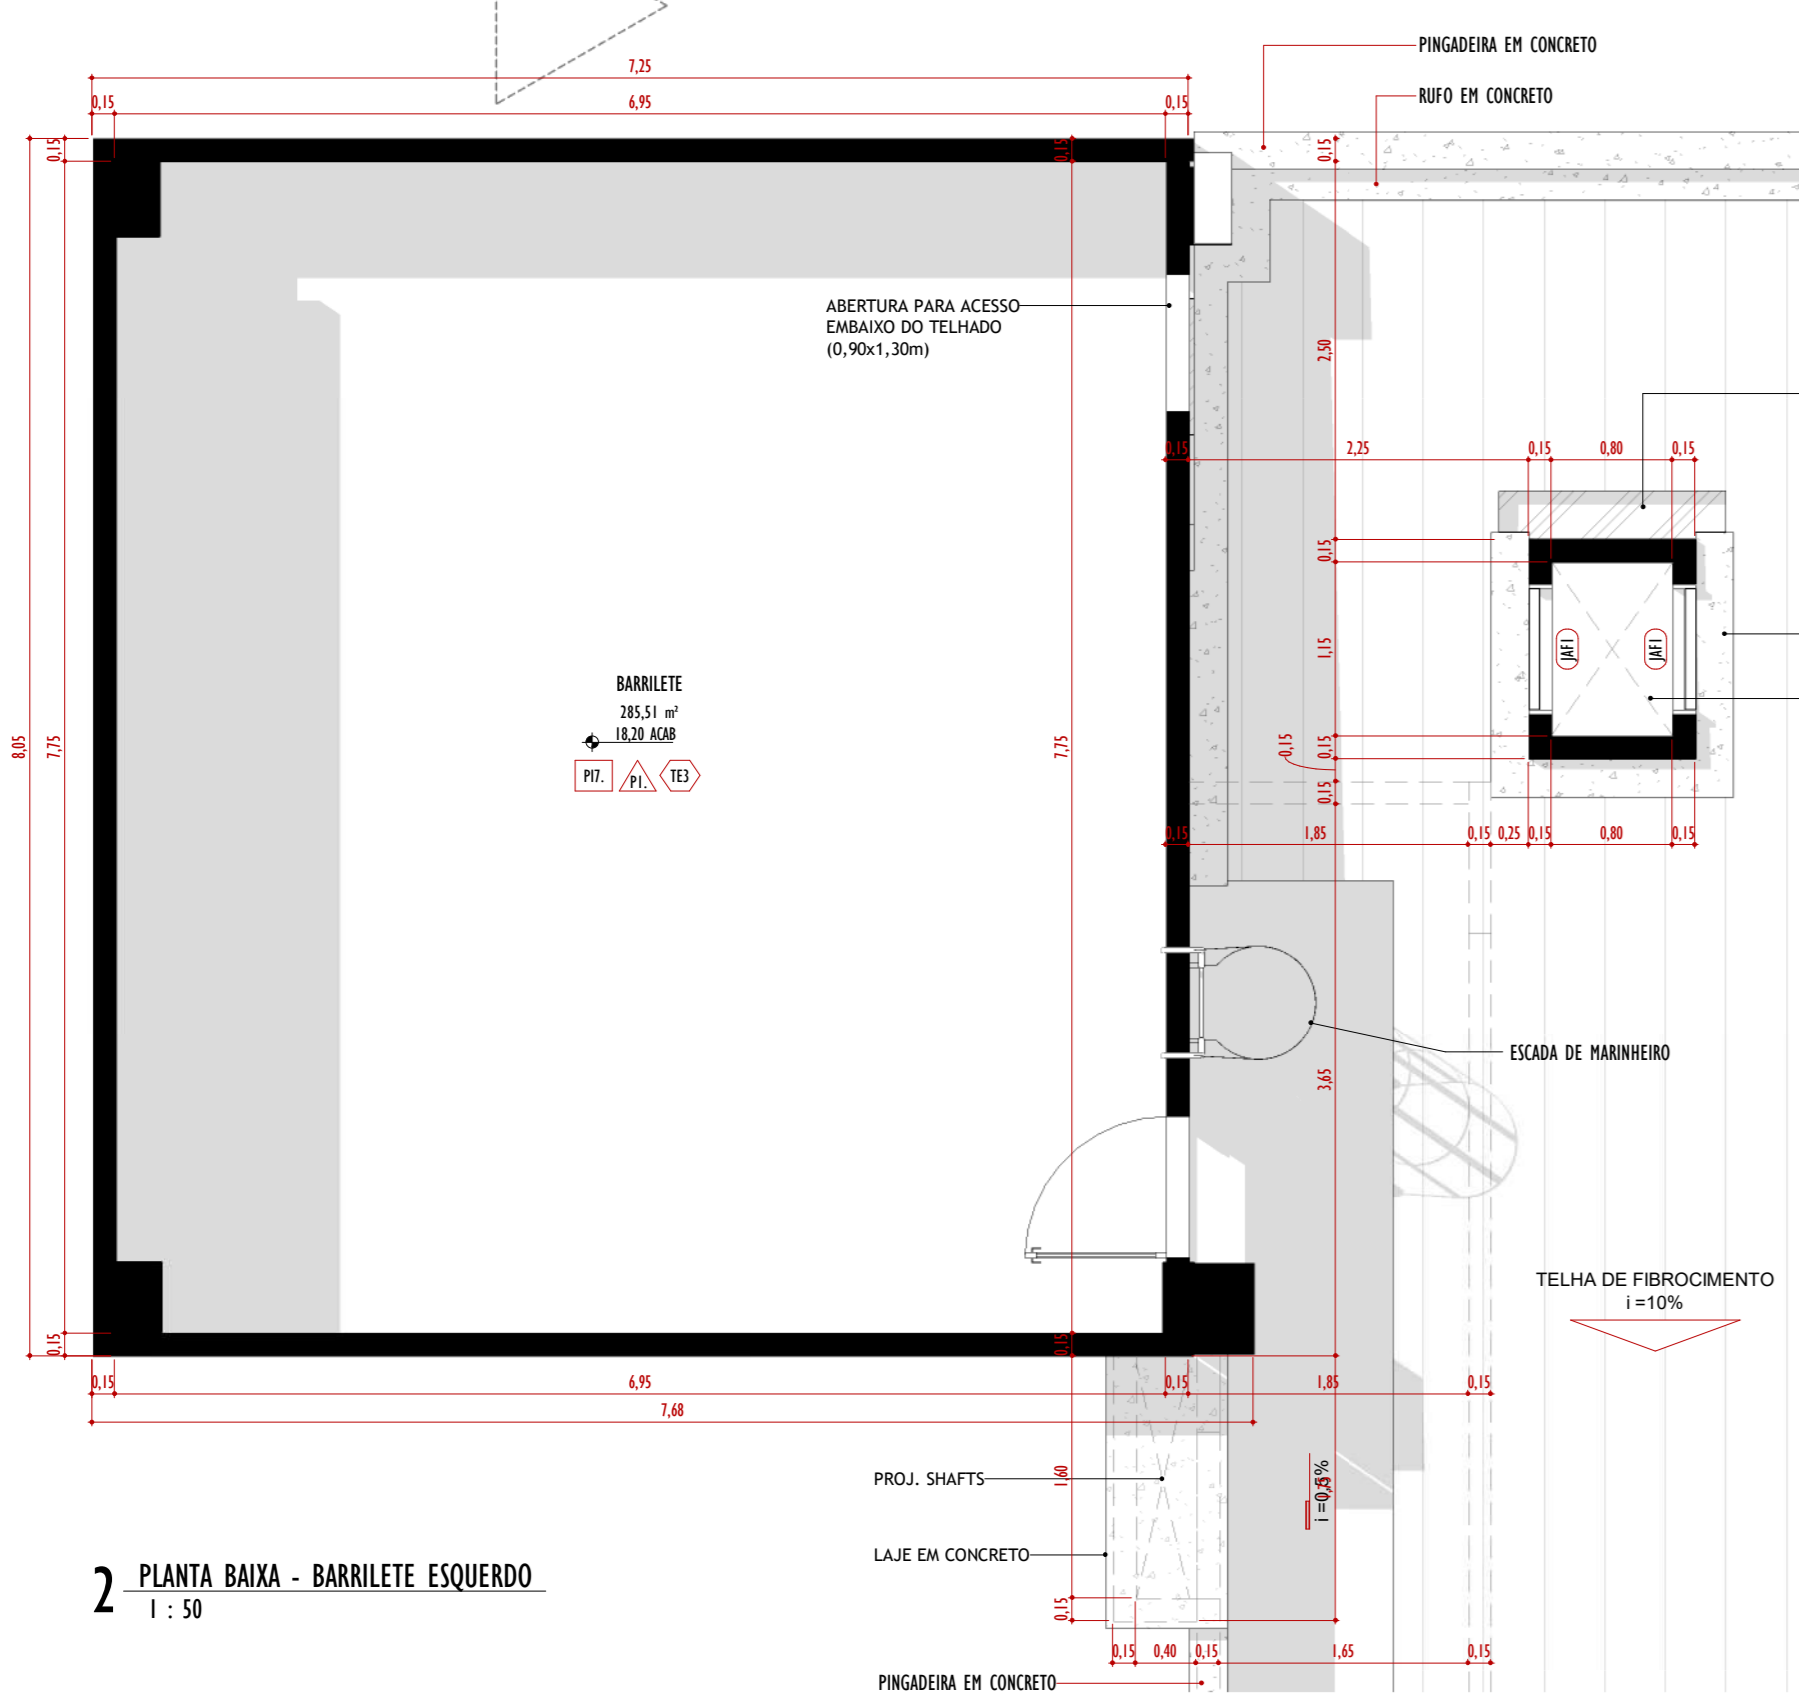 PINGADEIRA EM CONCRETO
7,25
RUFO EM CONCRETO
0,15
6,95
0,15
0,15
0,15
0,15
ABERTURA PARA ACESSO
EMBAIXO DO TELHADO
(0,90x1,30m)
2,50
0,15
2,25
0,15
0,80
0,15
0,15
1,15
JAF1
JAF1
BARRILETE
285,51 m²
18,20 ACAB
P17.
P1.
TE3
8,05
7,75
7,75
0,15
0,15
0,15
0,15
1,85
0,15
0,25
0,15
0,80
0,15
ESCADA DE MARINHEIRO
3,65
TELHA DE FIBROCIMENTO
i =10%
0,15
0,15
0,15
6,95
0,15
1,85
0,15
7,68
PROJ. SHAFTS
1,60
i =0,5%
LAJE EM CONCRETO
2 PLANTA BAIXA - BARRILETE ESQUERDO
1 : 50
0,15
0,15
0,40
0,15
1,65
0,15
PINGADEIRA EM CONCRETO